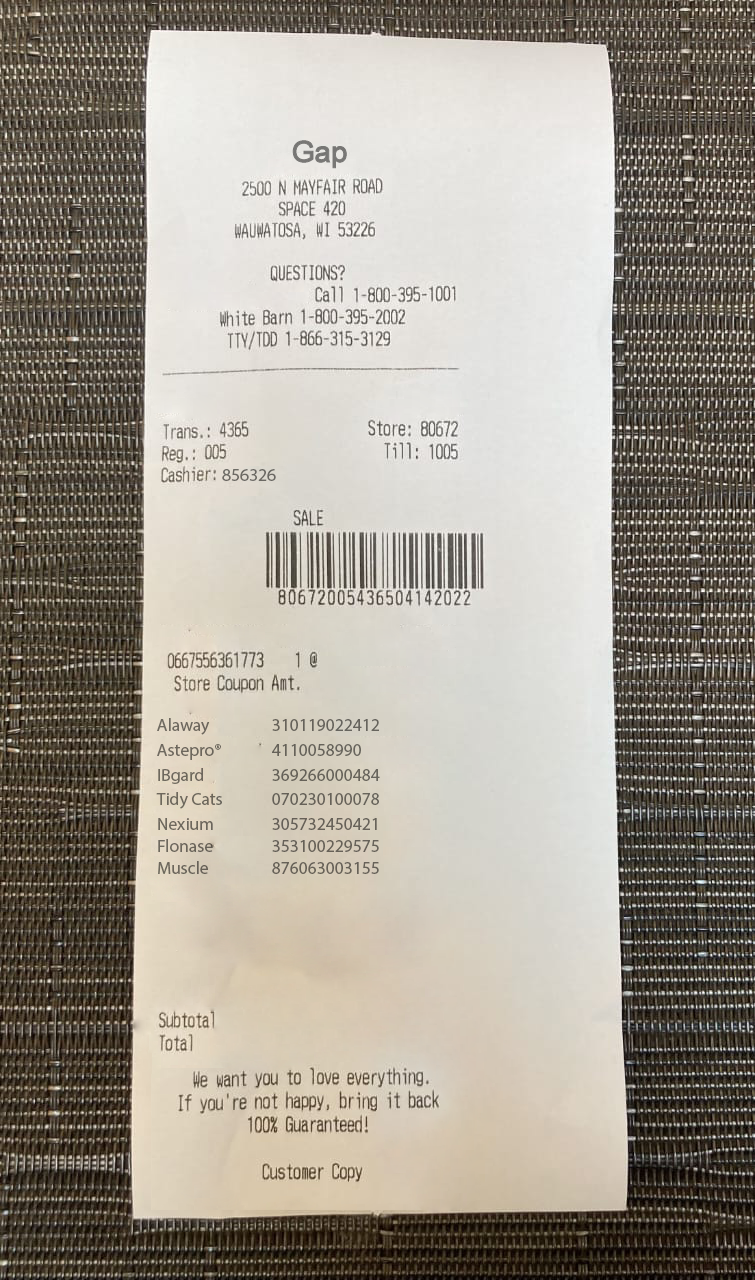 Gap
2500 N MAYFAIR ROAD
SPACE 420
WAUWATOSA, WI 53226
QUESTIONS?
Call 1-800-395-1001
White Barn 1-800-395-2002
TTY/TDD 1-866-315-3129
Trans.: 4365 Store: 80672
Reg.: 005 Till: 1005
Cashier: 856326
SALE
80672005436504142022
0667556361773 1 @
Store Coupon Amt.
Alaway 310119022412
Astepro® 4110058990
IBgard 369266000484
Tidy Cats 070230100078
Nexium 305732450421
Flonase 353100229575
Muscle 876063003155
Subtotal
Total
We want you to love everything.
If you're not happy, bring it back
100% Guaranteed!
Customer Copy